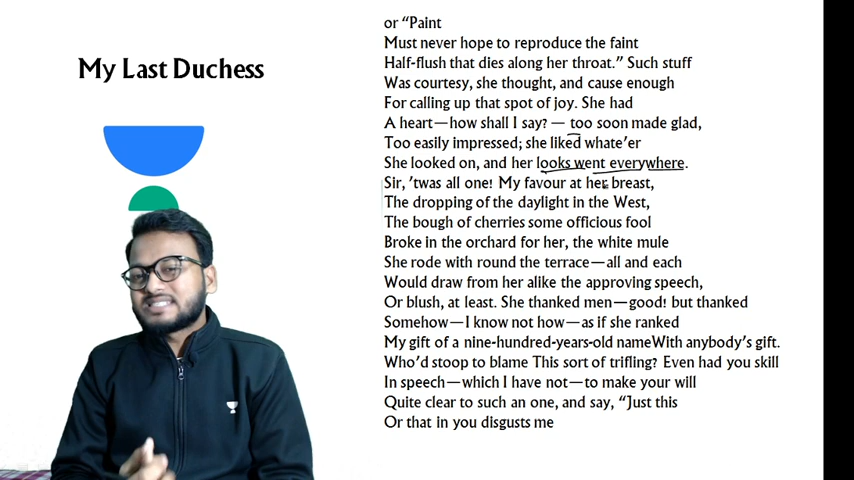 My Last Duchess
or “Paint
Must never hope to reproduce the faint
Half-flush that dies along her throat.” Such stuff
Was courtesy, she thought, and cause enough
For calling up that spot of joy. She had
A heart—how shall I say? — too soon made glad,
Too easily impressed; she liked whate’er
She looked on, and her looks went everywhere.
Sir, ’twas all one! My favour at her breast,
The dropping of the daylight in the West,
The bough of cherries some officious fool
Broke in the orchard for her, the white mule
She rode with round the terrace—all and each
Would draw from her alike the approving speech,
Or blush, at least. She thanked men—good! but thanked
Somehow—I know not how—as if she ranked
My gift of a nine-hundred-years-old nameWith anybody’s gift.
Who’d stoop to blame This sort of trifling? Even had you skill
In speech—which I have not—to make your will
Quite clear to such an one, and say, “Just this
Or that in you disgusts me